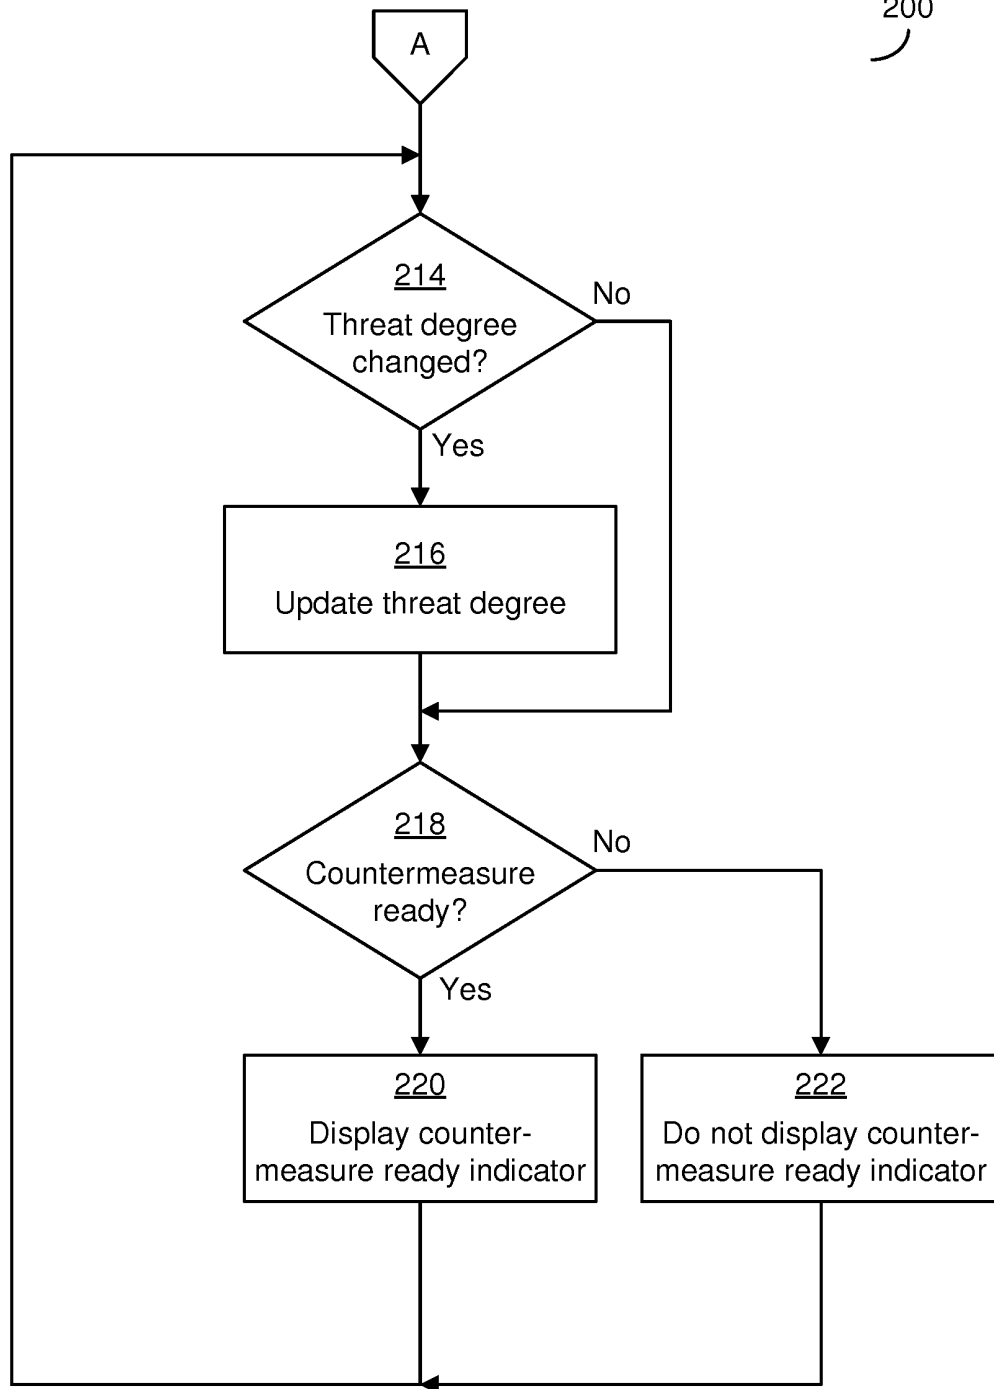 200
A
214
Threat degree
changed?
No
Yes
216
Update threat degree
218
Countermeasure
ready?
No
Yes
220
Display counter-
measure ready indicator
222
Do not display counter-
measure ready indicator